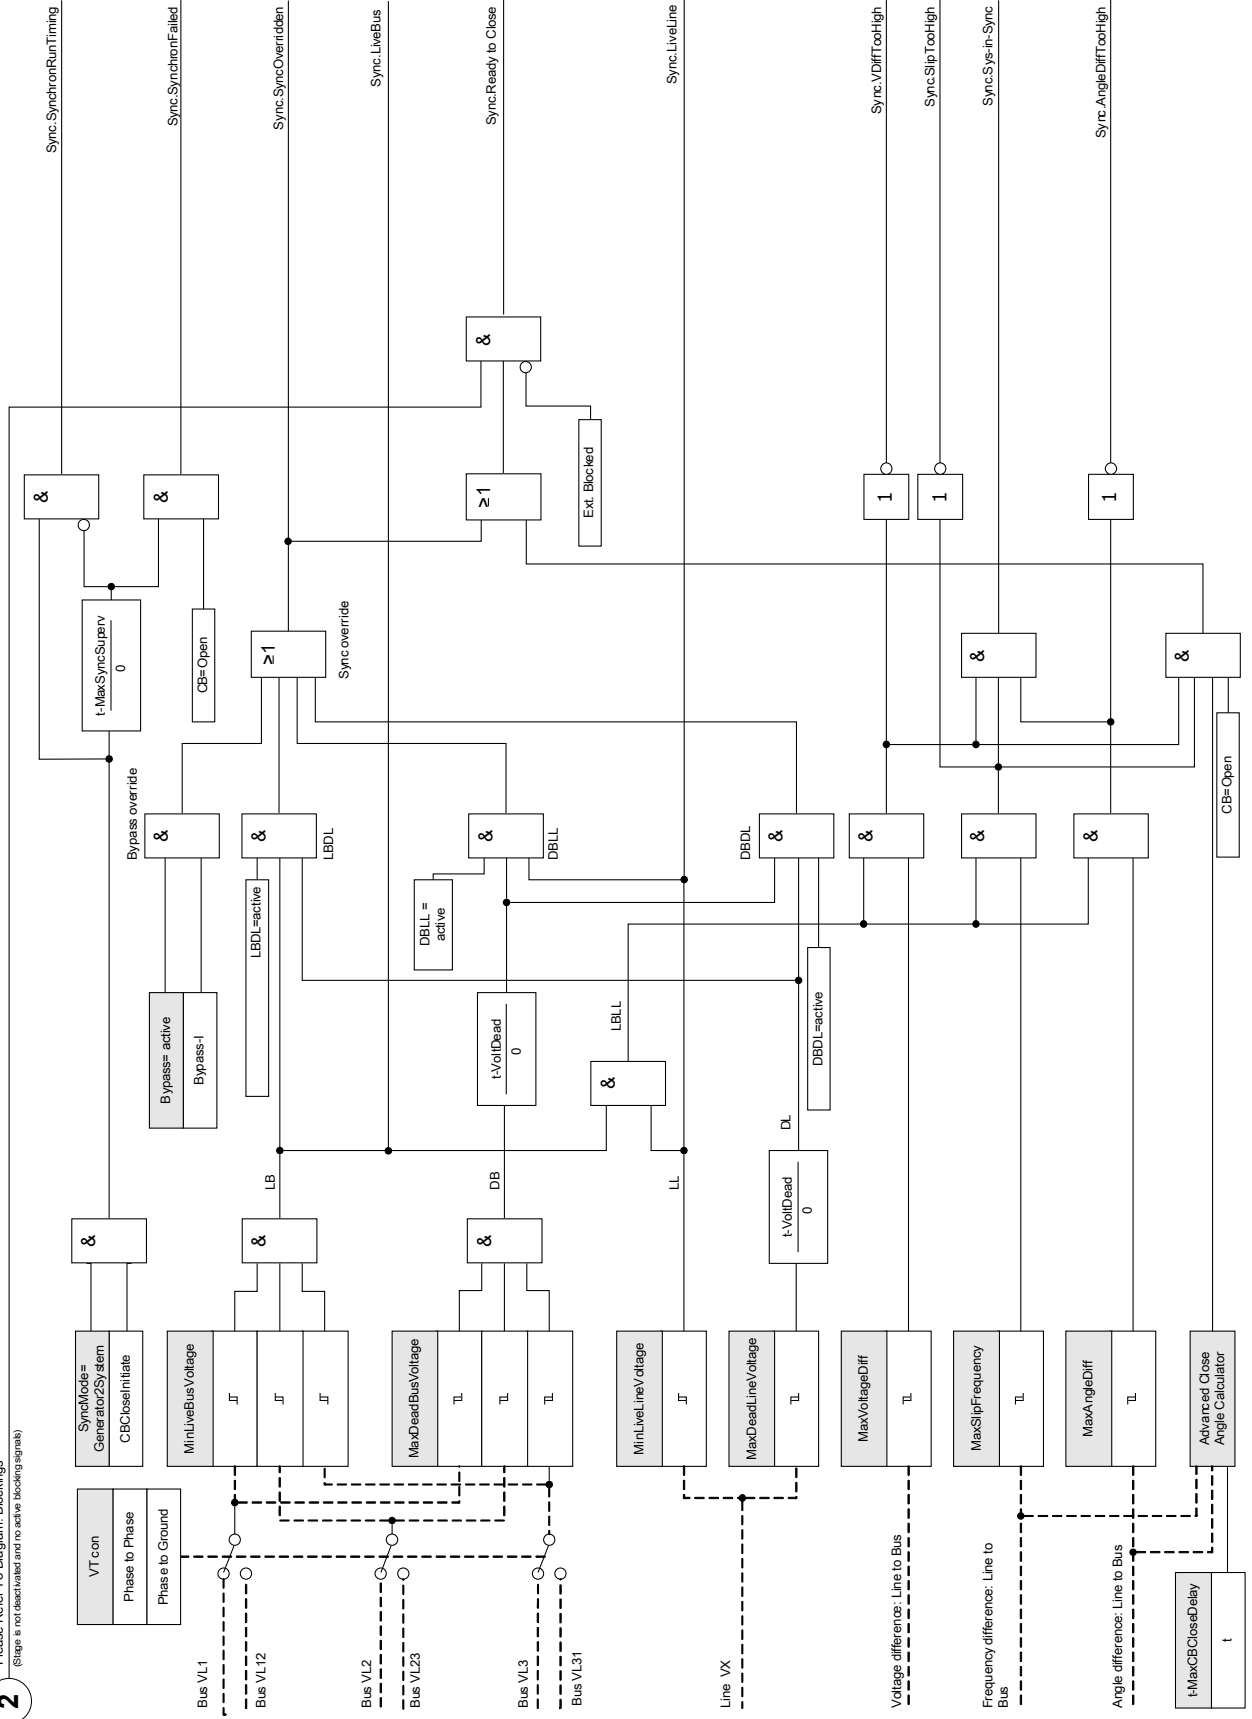 2
Please Refer To Diagram: Blockings
(Stage is not deactivated and no active blocking signals)
VT con
Phase to Phase
Phase to Ground
Bus VL1
Bus VL12
Bus VL2
Bus VL23
Bus VL3
Bus VL31
Line VX
Voltage difference: Line to Bus
Frequency difference: Line to
Bus
Angle difference: Line to Bus
t-MaxCBCloseDelay
t
SyncMode=
Generator2System
CBCloseInitiate
MinLiveBusVoltage
MaxDeadBusVoltage
MinLiveLineVoltage
MaxDeadLineVoltage
MaxVoltageDiff
MaxSlipFrequency
MaxAngleDiff
Advanced Close
Angle Calculator
&
&
&
LB
DB
LL
t-VoltDead
0
DL
Bypass= active
Bypass-I
LBDL=active
t-VoltDead
0
&
LBLL
DBLL =
active
DBDL=active
Bypass override
&
&
LBDL
&
DBLL
DBDL
&
&
&
&
CB=Open
t-MaxSyncSuperv
0
CB=Open
≥1
Sync override
&
&
&
&
≥1
Ext. Blocked
1
1
1
&
Sync.SynchronRunTiming
Sync.SynchronFailed
Sync.SyncOverridden
Sync.LiveBus
Sync.Ready to Close
Sync.LiveLine
Sync.VDiffTooHigh
Sync.SlipTooHigh
Sync.Sys-in-Sync
Sync.AngleDiffTooHigh